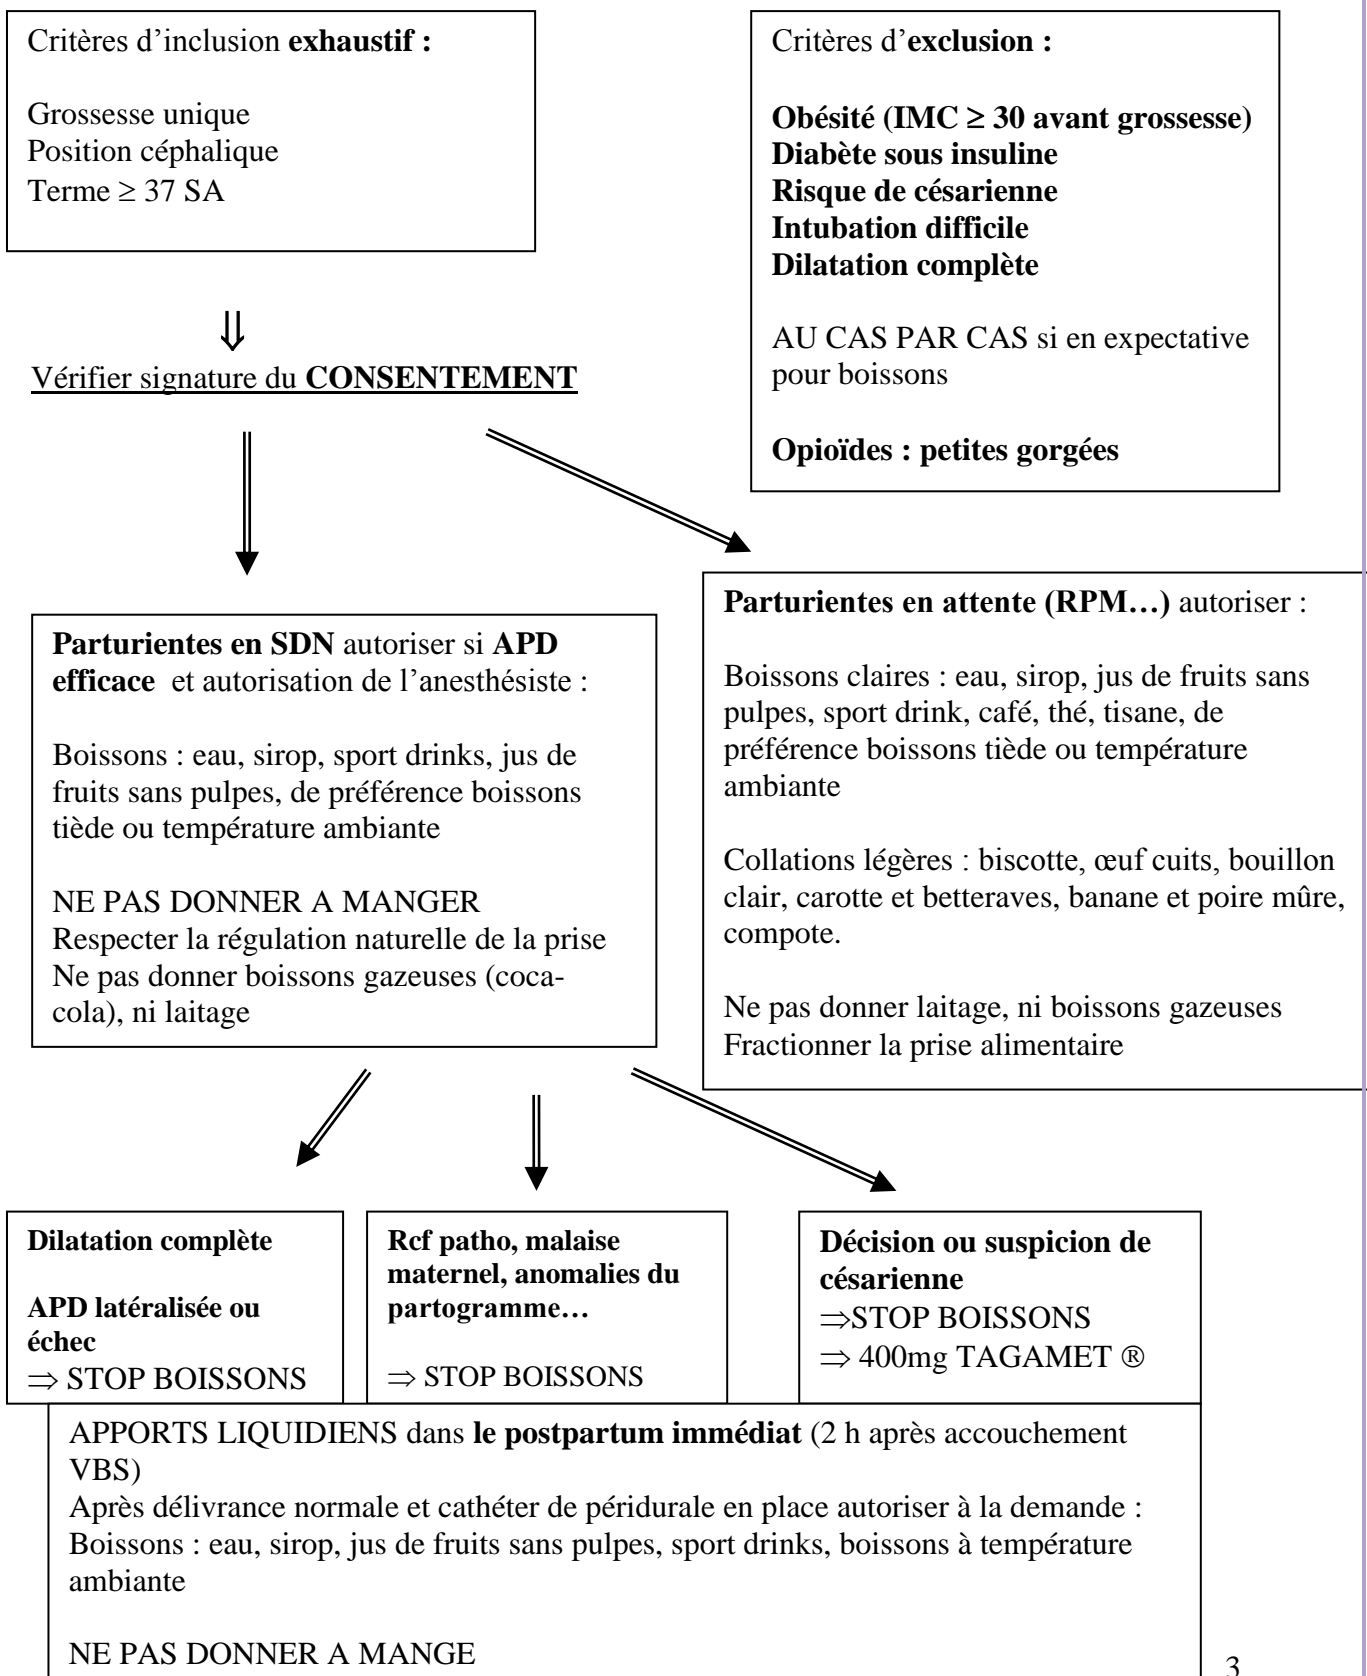 Critères d’inclusion exhaustif :
Grossesse unique
Position céphalique
Terme ≥ 37 SA
Critères d’exclusion :
Obésité (IMC ≥ 30 avant grossesse)
Diabète sous insuline
Risque de césarienne
Intubation difficile
Dilatation complète
AU CAS PAR CAS si en expectative
pour boissons
Opioïdes : petites gorgées
⇓
Vérifier signature du CONSENTEMENT
Parturientes en SDN autoriser si APD
efficace et autorisation de l’anesthésiste :
Boissons : eau, sirop, sport drinks, jus de
fruits sans pulpes, de préférence boissons
tiède ou température ambiante
NE PAS DONNER A MANGER
Respecter la régulation naturelle de la prise
Ne pas donner boissons gazeuses (coca-
cola), ni laitage
Parturientes en attente (RPM…) autoriser :
Boissons claires : eau, sirop, jus de fruits sans
pulpes, sport drink, café, thé, tisane, de
préférence boissons tiède ou température
ambiante
Collations légères : biscotte, œuf cuits, bouillon
clair, carotte et betteraves, banane et poire mûre,
compote.
Ne pas donner laitage, ni boissons gazeuses
Fractionner la prise alimentaire
Dilatation complète
APD latéralisée ou
échec
⇒ STOP BOISSONS
Rcf patho, malaise
maternel, anomalies du
partogramme…
⇒ STOP BOISSONS
Décision ou suspicion de
césarienne
⇒STOP BOISSONS
⇒ 400mg TAGAMET ®
APPORTS LIQUIDIENS dans le postpartum immédiat (2 h après accouchement
VBS)
Après délivrance normale et cathéter de péridurale en place autoriser à la demande :
Boissons : eau, sirop, jus de fruits sans pulpes, sport drinks, boissons à température
ambiante
NE PAS DONNER A MANGE
3